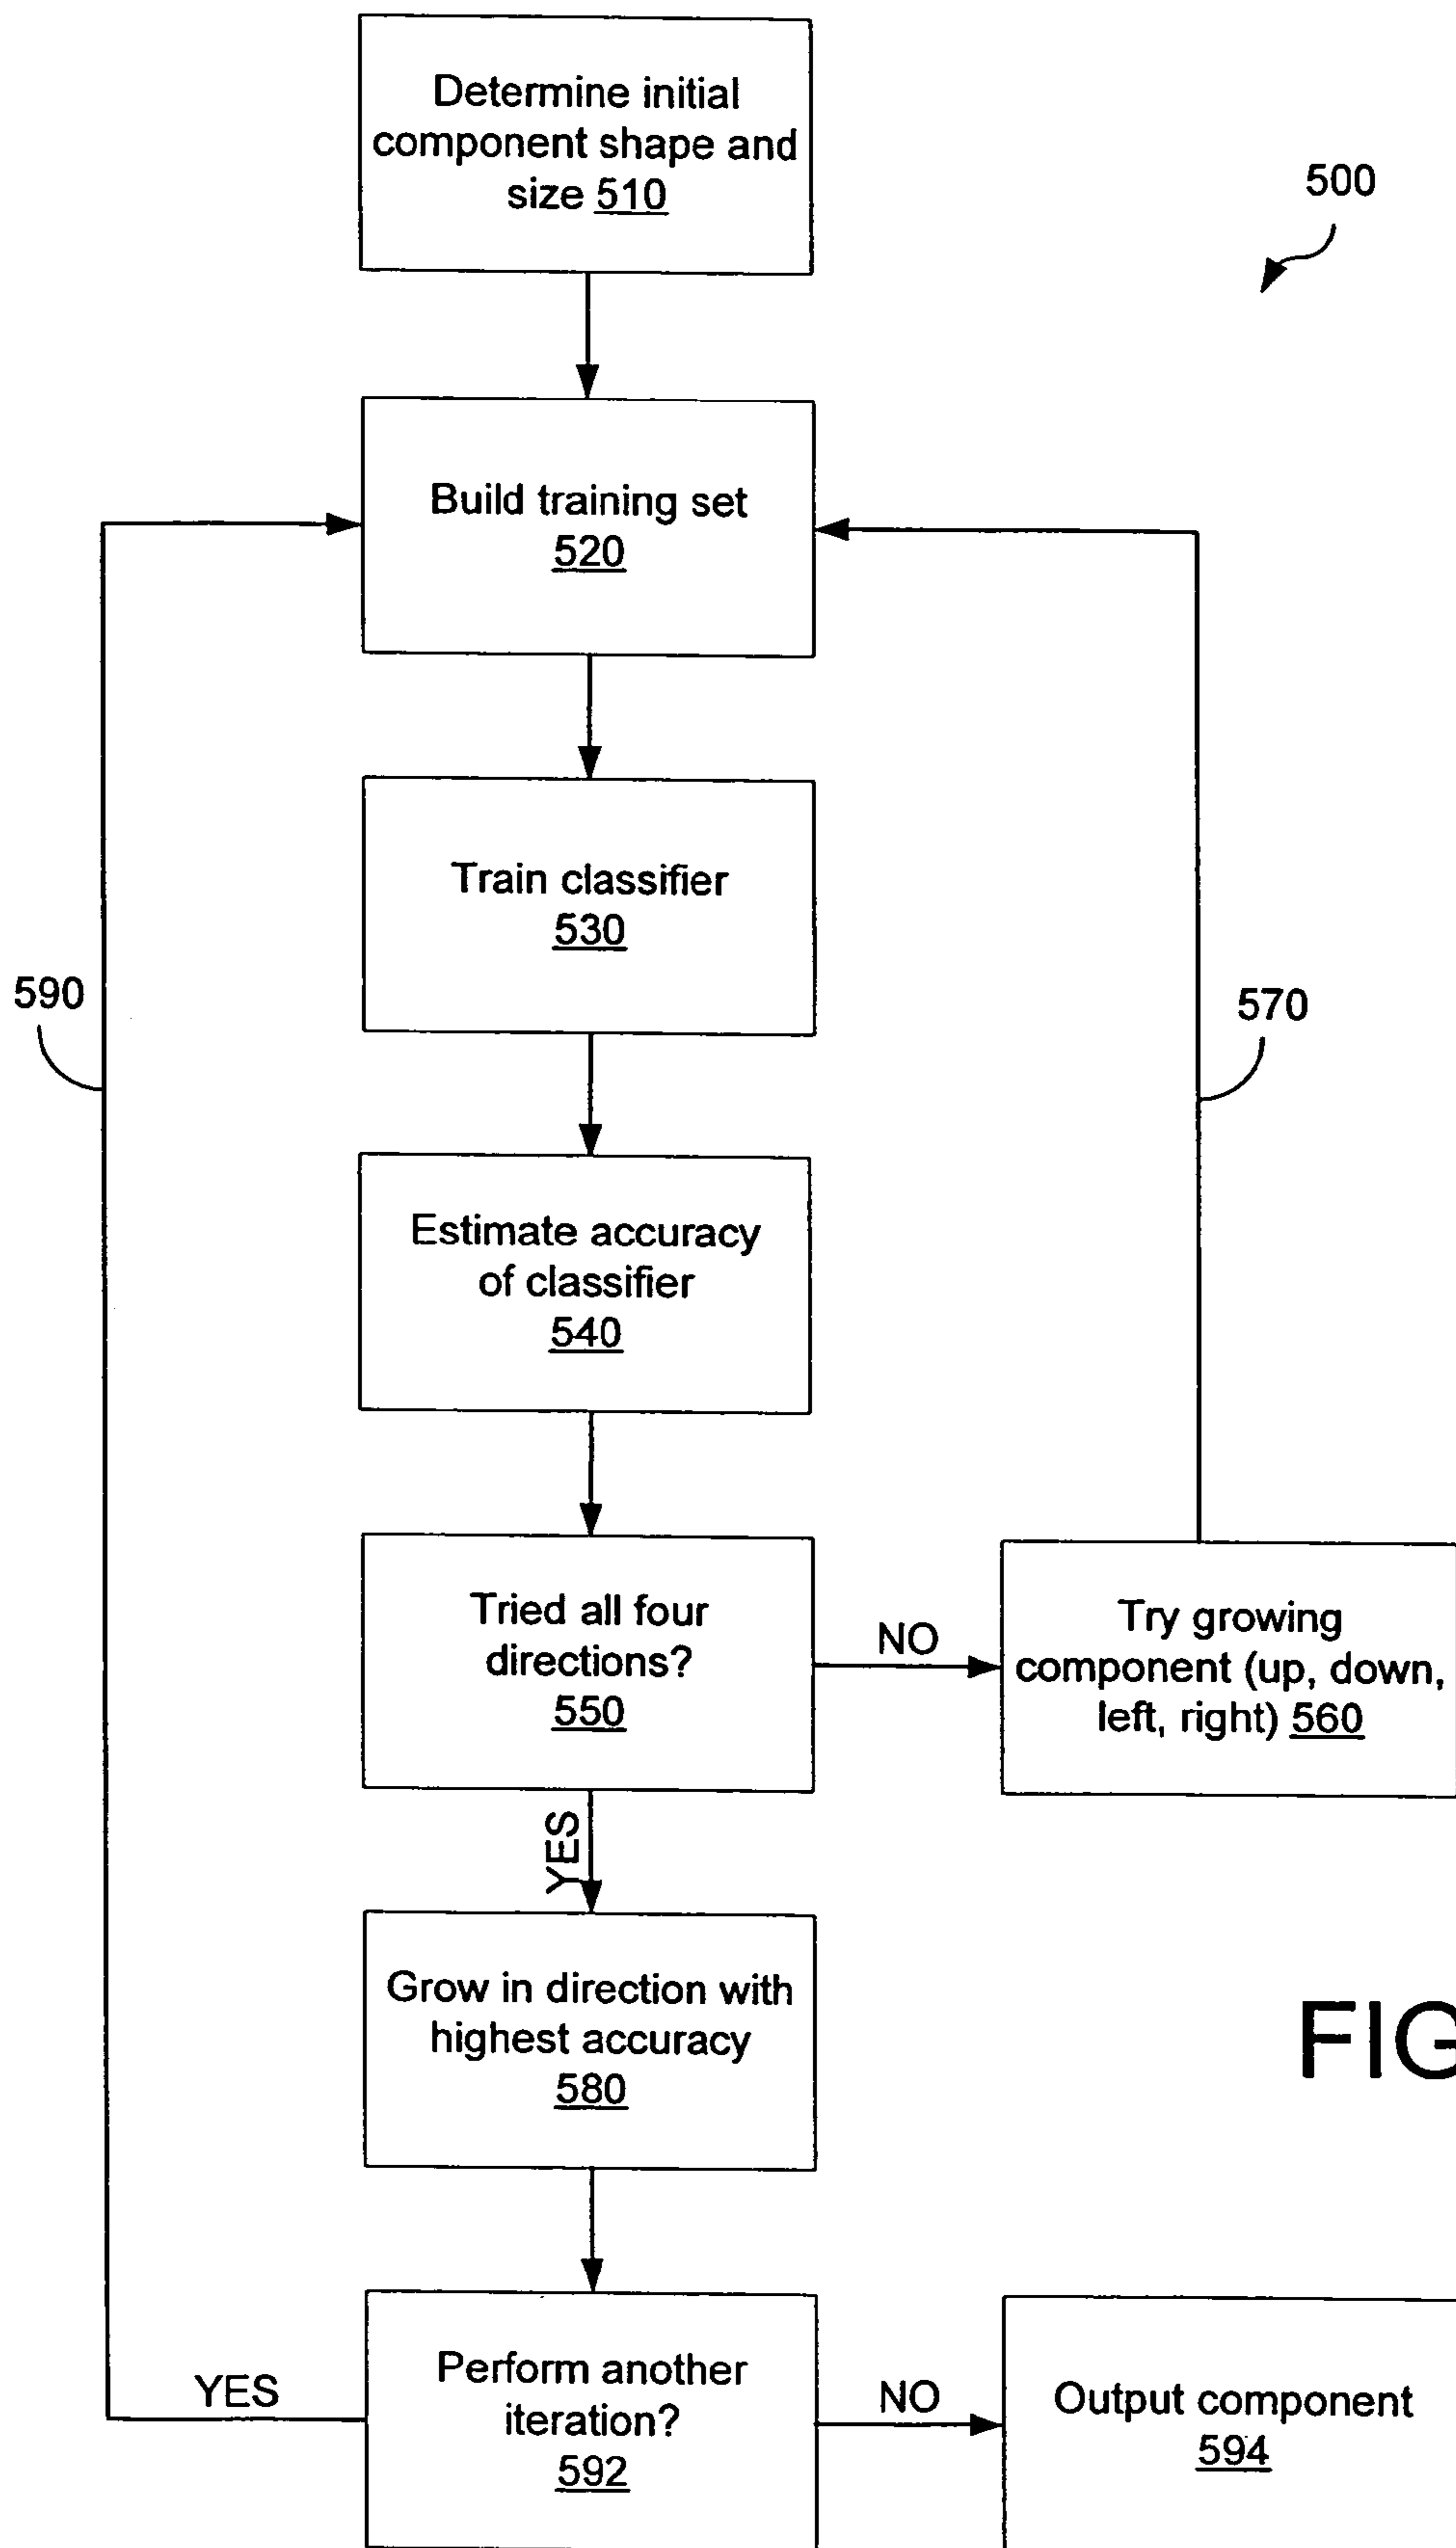 Determine initial
component shape and
size 510
500
Build training set
520
Train classifier
530
590
570
Estimate accuracy
of classifier
540
Tried all four
directions?
550
NO
Try growing
component (up, down,
left, right) 560
YES
Grow in direction with
highest accuracy
580
FIG
Perform another
iteration?
592
YES
NO
Output component
594